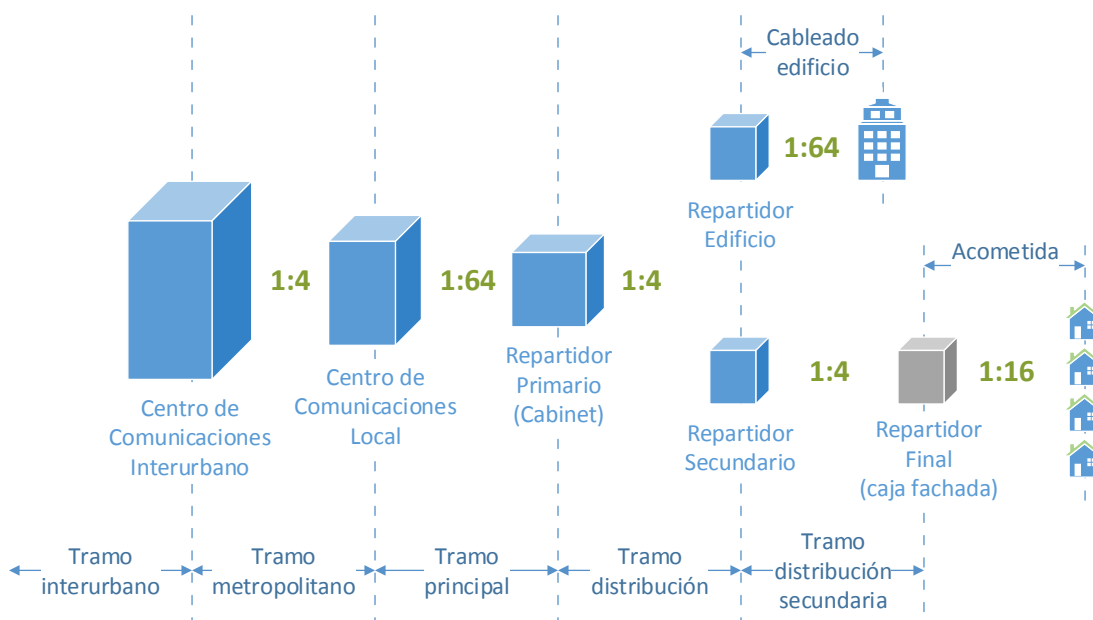 Cableado
edificio
1:64
Repartidor
Edificio
Acometida
1:4
1:64
1:4
1:4
1:16
Centro de
Comunicaciones
Interurbano
Centro de
Comunicaciones
Local
Repartidor
Primario
(Cabinet)
Repartidor
Secundario
Repartidor
Final
(caja fachada)
Tramo
interurbano
Tramo
metropolitano
Tramo
principal
Tramo
distribución
Tramo
distribución
secundaria